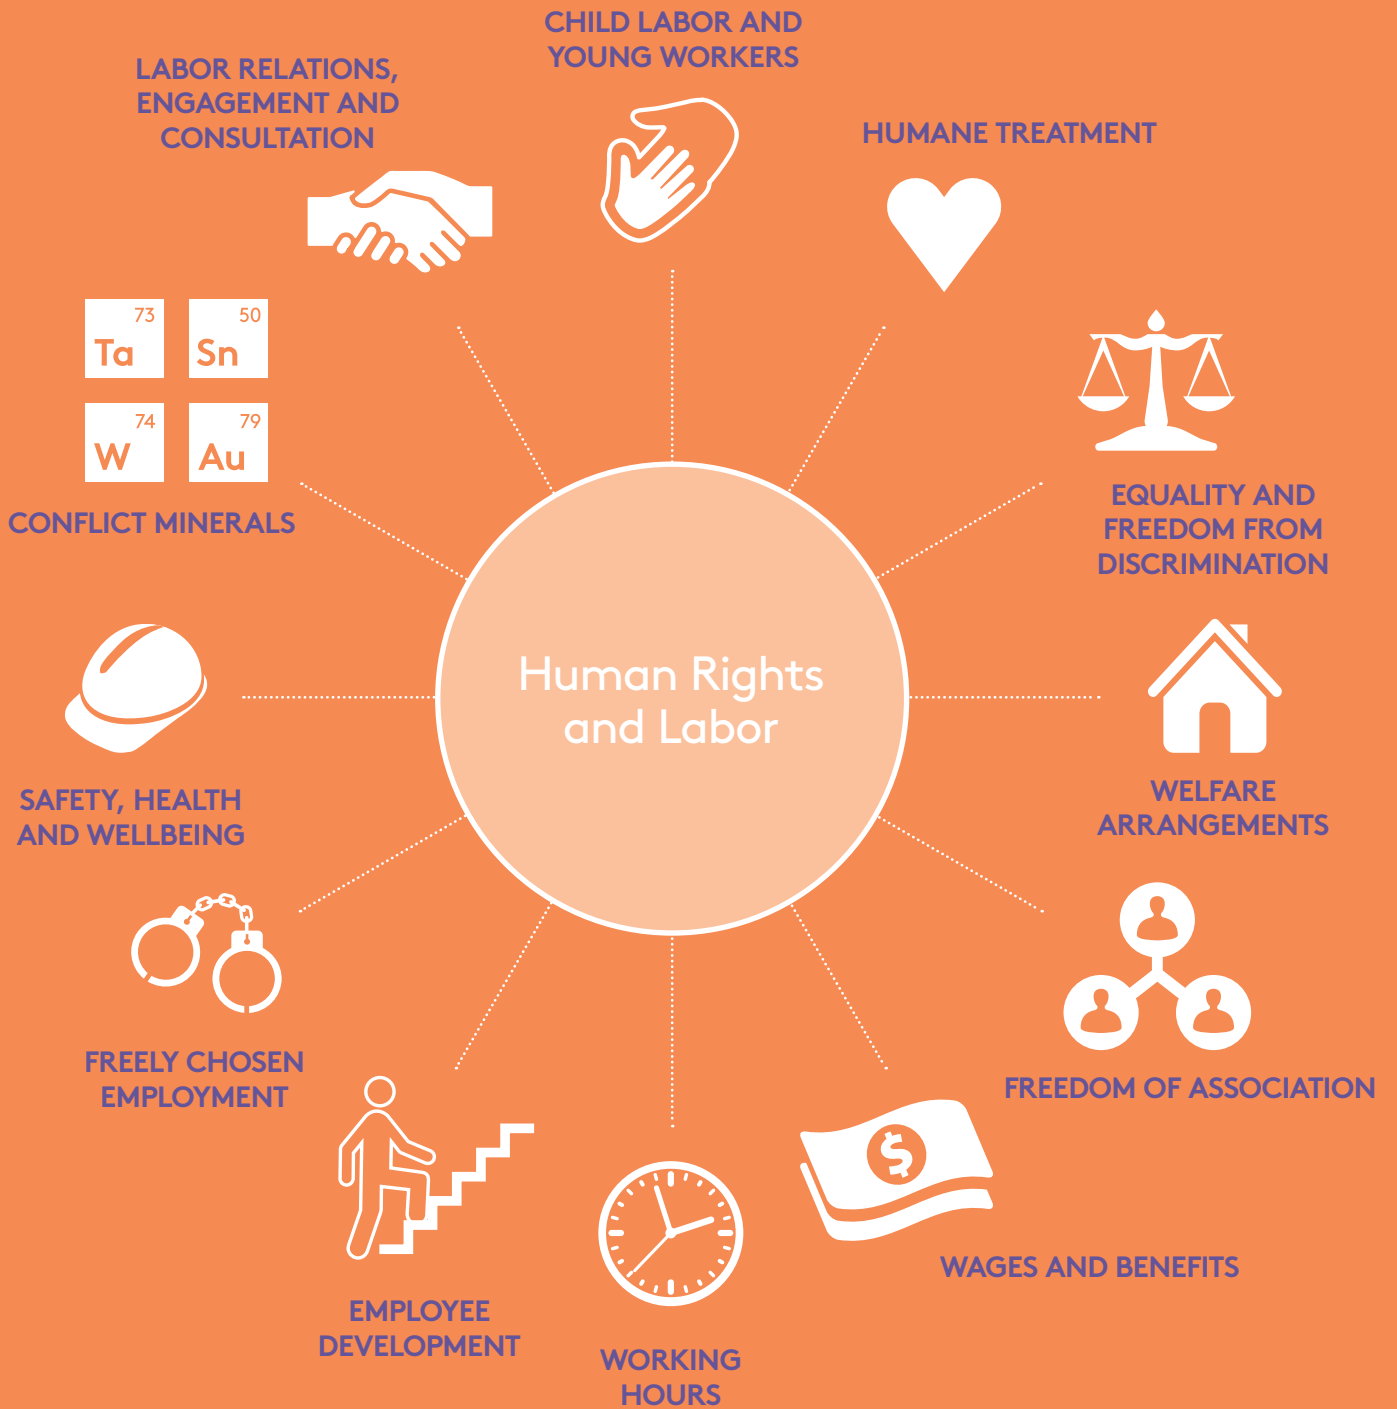 CHILD LABOR AND
YOUNG WORKERS
LABOR RELATIONS,
ENGAGEMENT AND
CONSULTATION
HUMANE TREATMENT
73
Ta
50
Sn
74
W
79
Au
CONFLICT MINERALS
EQUALITY AND
FREEDOM FROM
DISCRIMINATION
Human Rights
and Labor
SAFETY, HEALTH
AND WELLBEING
WELFARE
ARRANGEMENTS
FREELY CHOSEN
EMPLOYMENT
FREEDOM OF ASSOCIATION
$
WAGES AND BENEFITS
EMPLOYEE
DEVELOPMENT
WORKING
HOURS